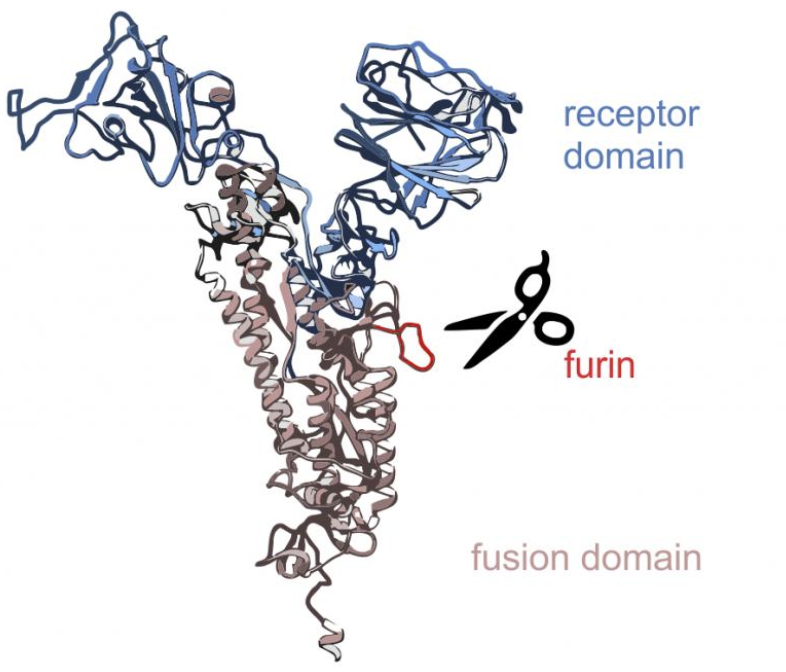 receptor
domain
furin
fusion domain